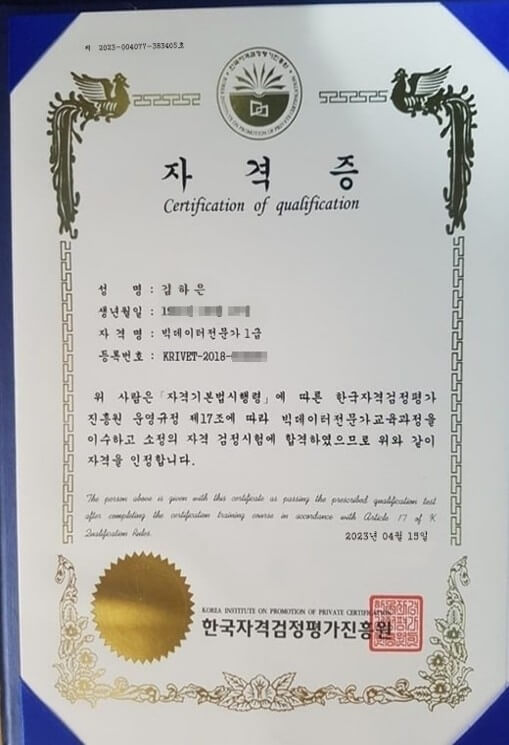 제 2023-004077-383405호
자 격 증
Certification of qualification
성 명 : 김하은
생년월일 : 1
자 격 명 : 빅데이터전문가 1급
등록번호 : KRIVET-2018-
위 사람은「자격기본법시행령」에 따른 한국자격검정평가
진흥원 운영규정 제17조에 따라 빅데이터전문가교육과정을
이수하고 소정의 자격 검정시험에 합격하였으므로 위와 같이
자격을 인정합니다.
The person above is given with this certificate as passing the prescribed qualification test
after completing the certification training course in accordance with Article 17 of K
Qualification Rules.
2023년 04월 15일
KOREA INSTITUTE ON PROMOTION OF PRIVATE CERTIFICATION
한국자격검정평가진흥원